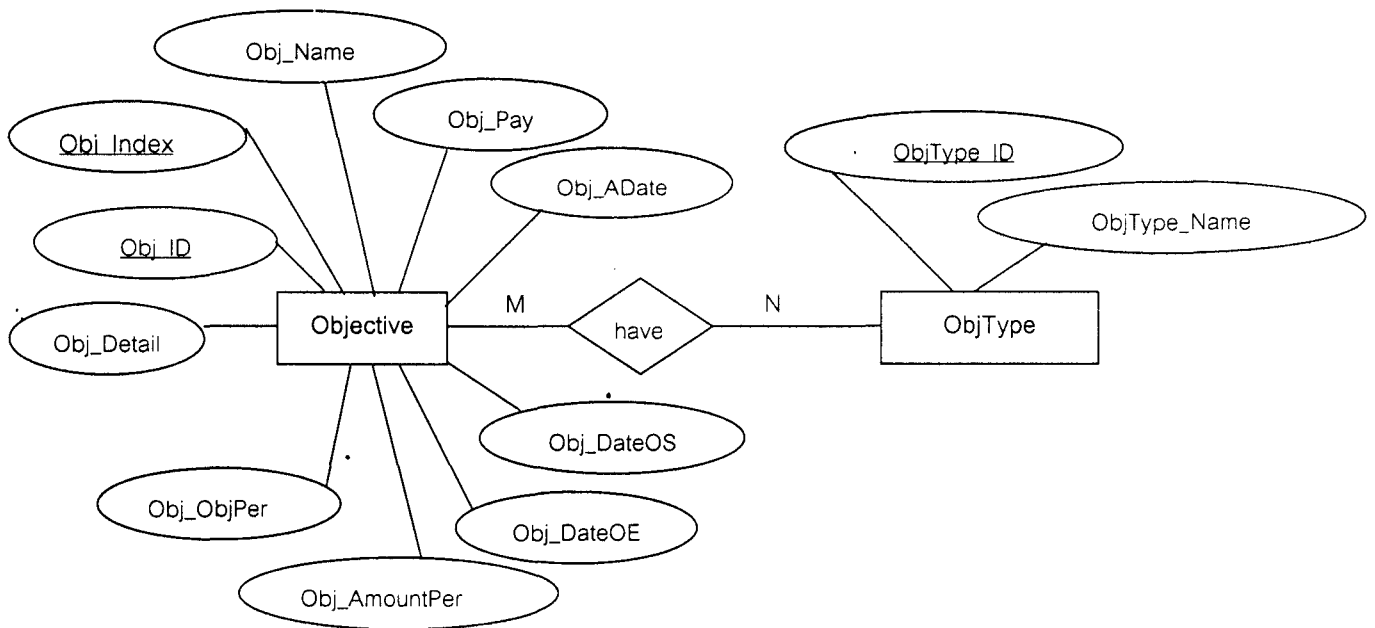 Obj_Name
Obj_Pay
Obj_Index
ObjType_ID
Obj_ADate
ObjType_Name
Obj_ID
Objective
M
have
N
ObjType
Obj_Detail
Obj_DateOS
Obj_ObjPer
Obj_DateOE
Obj_AmountPer